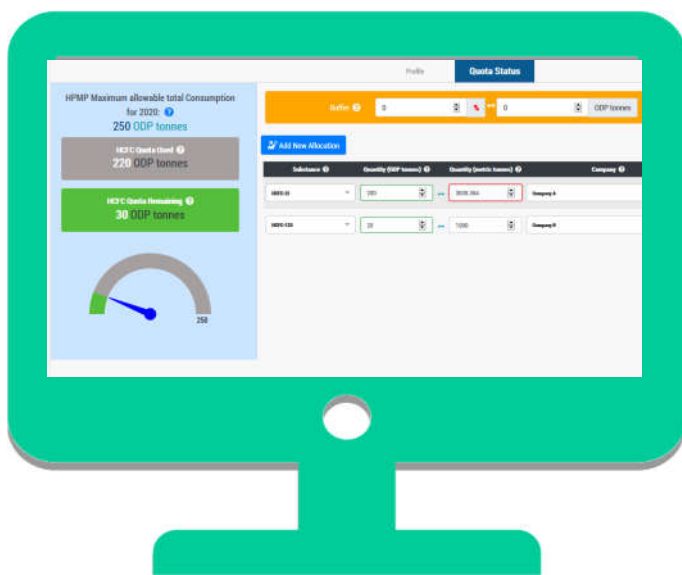 Profile
Quota Status
HPMP Maximum allowable total Consumption
for 2020:
250 ODP tonnes
HCFC Quota Used
220 ODP tonnes
HCFC Quota Remaining
30 ODP tonnes
250
Buffer
0
%
0
ODP tonnes
Add New Allocation
Substance
Quantity (ODP tonnes)
Quantity (metric tonnes)
Company
200
Company A
20
1000